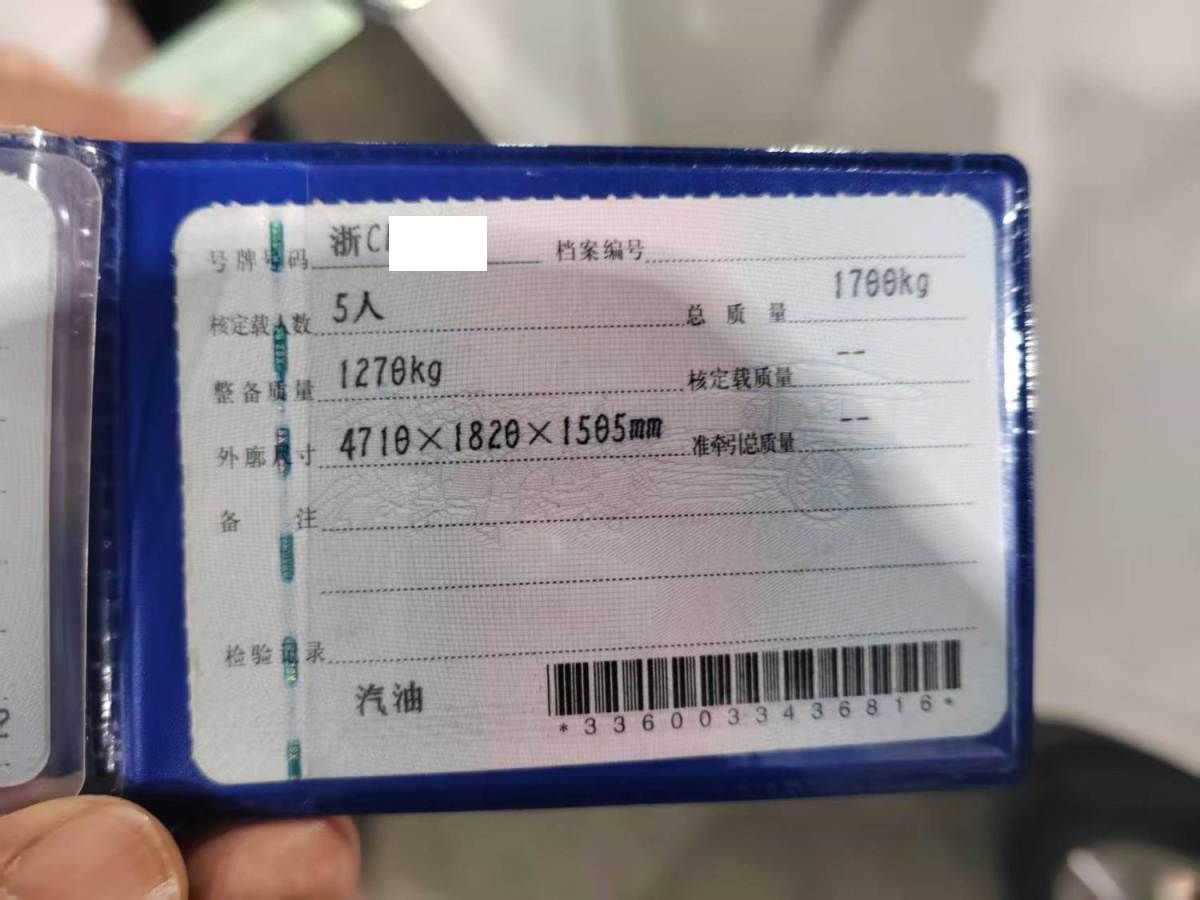 号牌号码 浙C 档案编号
核定载人数 5人 总质量 1700kg
整备质量 1270kg 核定载质量 --
外廓尺寸 4710×1820×1505mm 准牵引总质量 --
备注
检验记录
汽油
*3360033436816*